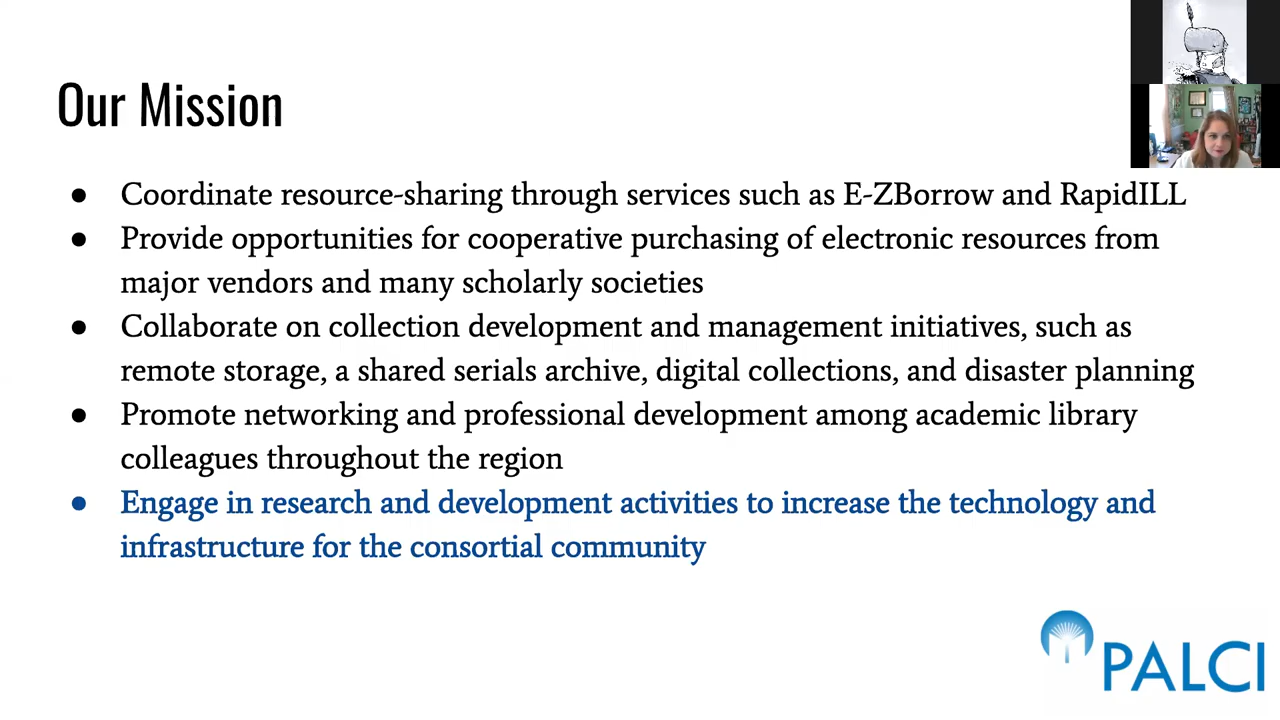 Our Mission
● Coordinate resource-sharing through services such as E-ZBorrow and RapidILL
● Provide opportunities for cooperative purchasing of electronic resources from
major vendors and many scholarly societies
● Collaborate on collection development and management initiatives, such as
remote storage, a shared serials archive, digital collections, and disaster planning
● Promote networking and professional development among academic library
colleagues throughout the region
● Engage in research and development activities to increase the technology and
infrastructure for the consortial community
PALCI